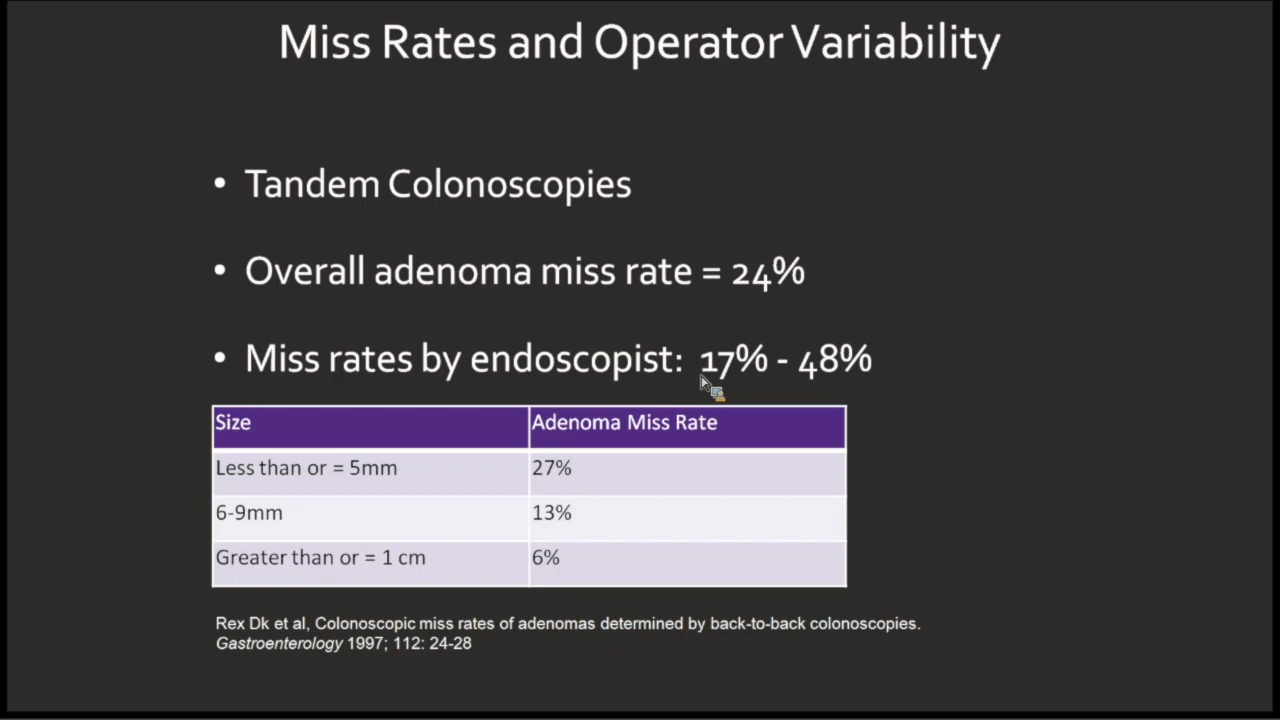 Miss Rates and Operator Variability
• Tandem Colonoscopies
• Overall adenoma miss rate = 24%
• Miss rates by endoscopist: 17% - 48%
Size Adenoma Miss Rate
Less than or = 5mm 27%
6-9mm 13%
Greater than or = 1 cm 6%
Rex Dk et al, Colonoscopic miss rates of adenomas determined by back-to-back colonoscopies.
Gastroenterology 1997; 112: 24-28